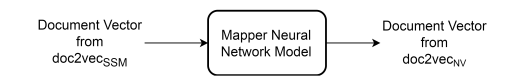 Document Vector
from
doc2vecSSM
Mapper Neural
Network Model
Document Vector
from
doc2vecNV